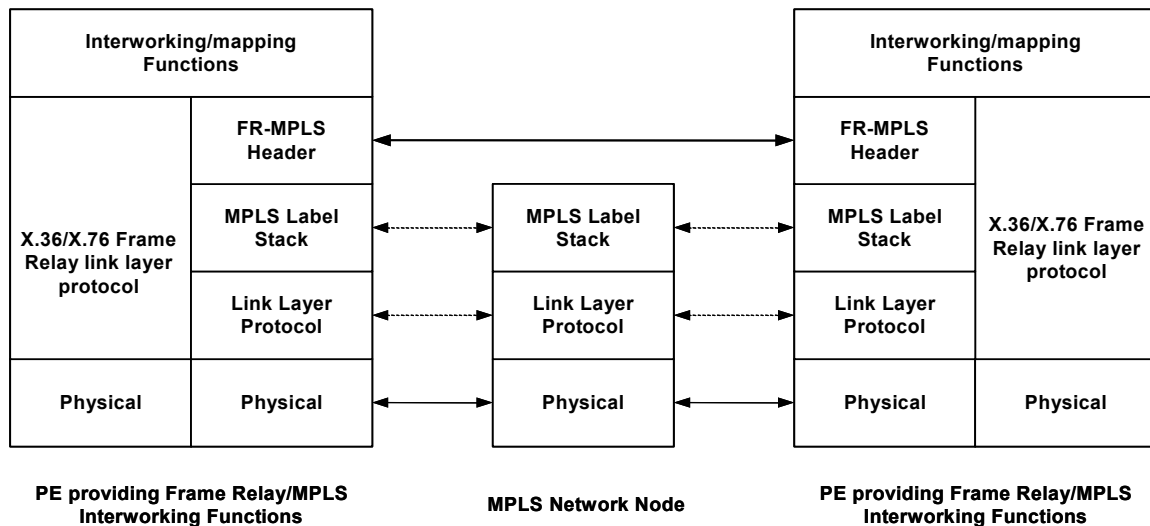 Interworking/mapping
Functions
Interworking/mapping
Functions
FR-MPLS
Header
FR-MPLS
Header
X.36/X.76 Frame
Relay link layer
protocol
MPLS Label
Stack
MPLS Label
Stack
MPLS Label
Stack
X.36/X.76 Frame
Relay link layer
protocol
Link Layer
Protocol
Link Layer
Protocol
Link Layer
Protocol
Physical
Physical
Physical
Physical
Physical
PE providing Frame Relay/MPLS
Interworking Functions
MPLS Network Node
PE providing Frame Relay/MPLS
Interworking Functions